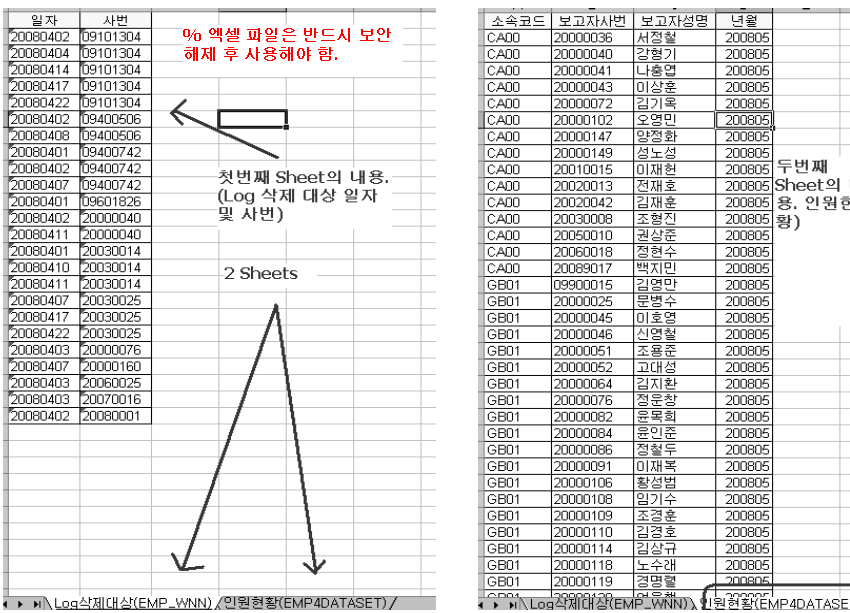 일자 사번
20080402 09101304
20080404 09101304
20080414 09101304
20080417 09101304
20080422 09101304
20080402 09400506
20080408 09400506
20080401 09400742
20080402 09400742
20080407 09400742
20080401 09601826
20080402 20000040
20080411 20000040
20080401 20030014
20080410 20030014
20080411 20030014
20080407 20030025
20080417 20030025
20080422 20030025
20080403 20000076
20080407 20000160
20080403 20060025
20080403 20070016
20080402 20080001
% 엑셀 파일은 반드시 보안
해제 후 사용해야 함.
첫번째 Sheet의 내용.
(Log 삭제 대상 일자
및 사번)
2 Sheets
Log삭제대상(EMP_WNN) 인원현황(EMP4DATASET)
소속코드 보고자사번 보고자성명 년월
CA00 20000036 서정철 200805
CA00 20000040 강형기 200805
CA00 20000041 나충엽 200805
CA00 20000043 이상훈 200805
CA00 20000072 김기옥 200805
CA00 20000102 오영민 200805
CA00 20000147 양정화 200805
CA00 20000149 성노성 200805
CA00 20010015 이재헌 200805
CA00 20020013 전재호 200805
CA00 20020042 김재훈 200805
CA00 20030008 조형진 200805
CA00 20050010 권상준 200805
CA00 20060018 정현수 200805
CA00 20089017 백지민 200805
GB01 09900015 김영만 200805
GB01 20000025 문병수 200805
GB01 20000045 이호영 200805
GB01 20000046 신영철 200805
GB01 20000051 조용준 200805
GB01 20000052 고대성 200805
GB01 20000064 김지환 200805
GB01 20000076 정운창 200805
GB01 20000082 윤목희 200805
GB01 20000084 윤인준 200805
GB01 20000086 정철두 200805
GB01 20000091 이재복 200805
GB01 20000106 황성범 200805
GB01 20000108 임기수 200805
GB01 20000109 조경훈 200805
GB01 20000110 김경호 200805
GB01 20000114 김상규 200805
GB01 20000118 노수래 200805
GB01 20000119 경명렬 200805
두번째
Sheet의
용. 인원현
황)
Log삭제대상(EMP_WNN) 인원현황(EMP4DATASE